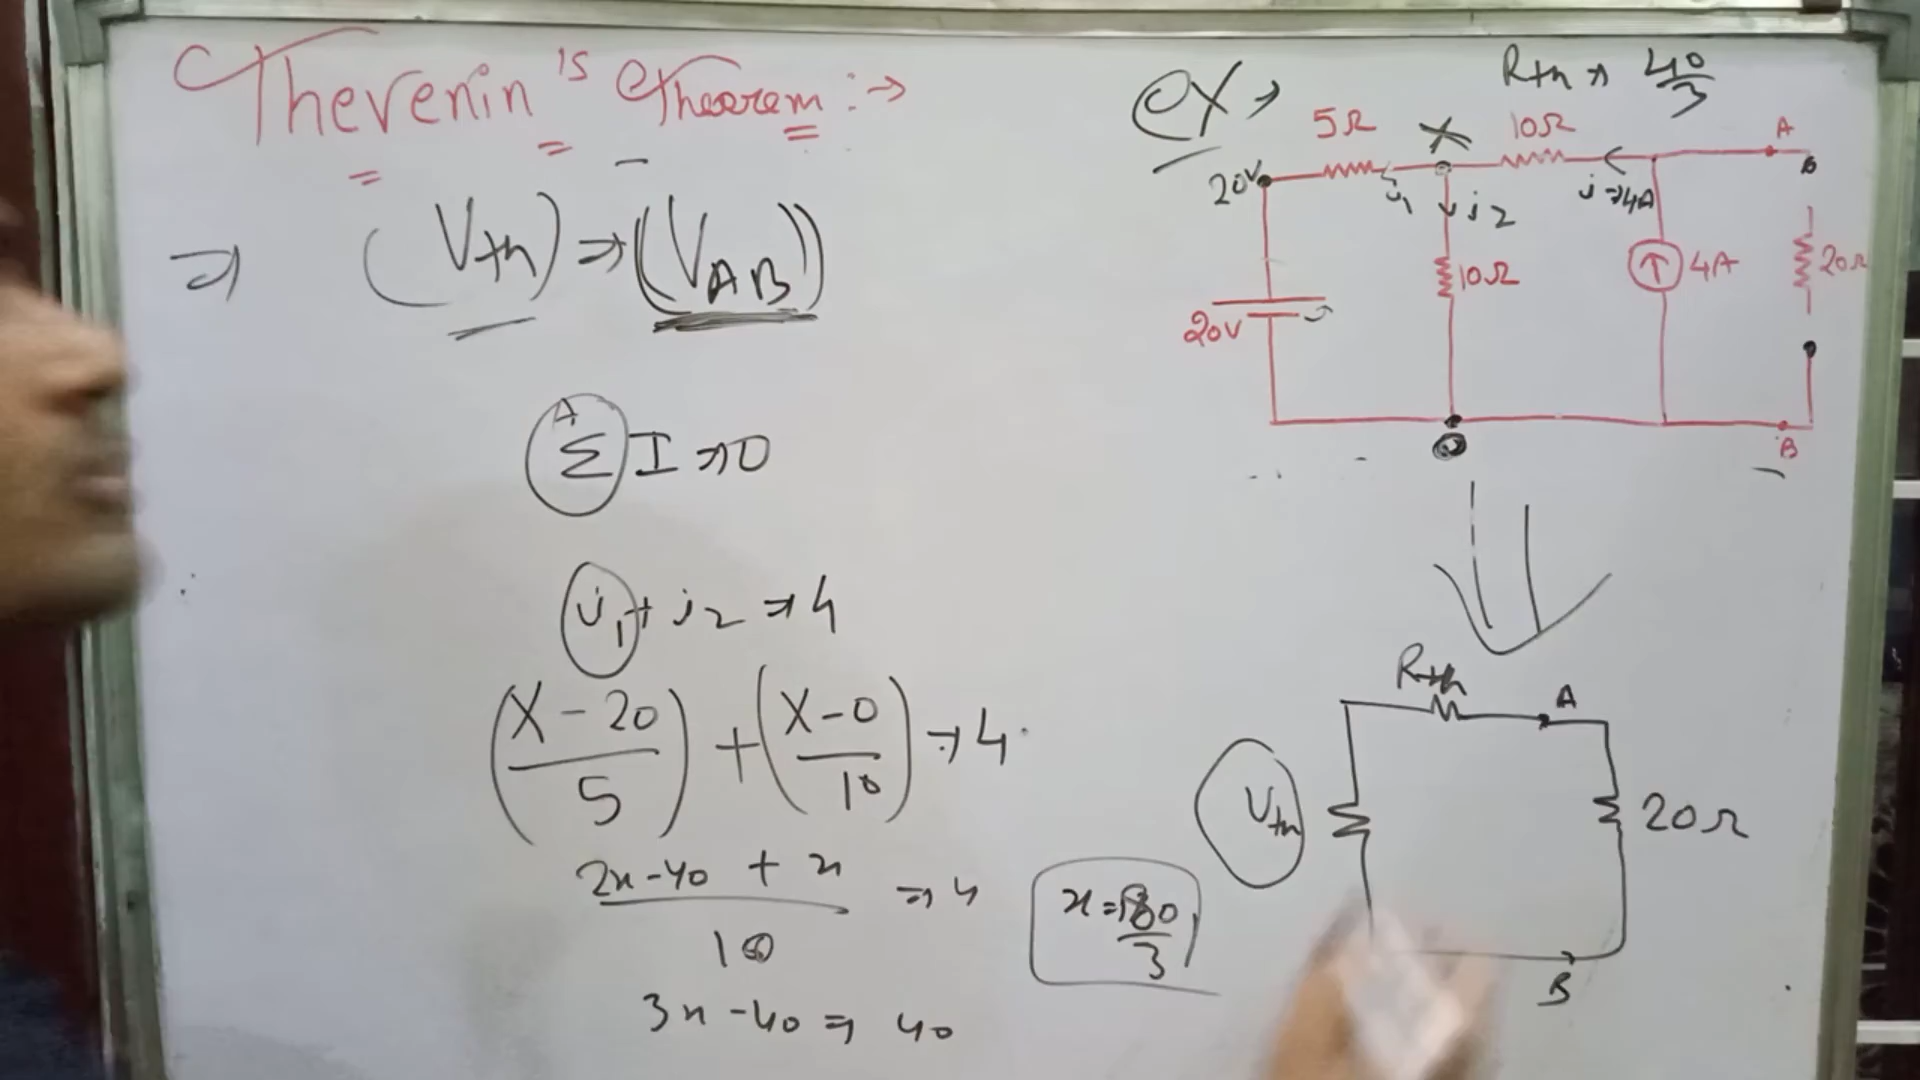 Thevenin's Theorem :→
⇒ (Vth) ⇒ ((VAB))
A
Σ I ⇒ 0
i1 + i2 ⇒ 4
(X - 20 / 5) + (X - 0 / 10) ⇒ 4
2x - 40 + x / 10 ⇒ 4
3x - 40 ⇒ 40
x = 80 / 3
ex →
Rth ⇒ 40 / 3
5Ω X 10Ω A
20V i1 i2 i ⇒ 4A
10Ω 4A 20Ω
20V
B
Rth A
Vth 20Ω
B